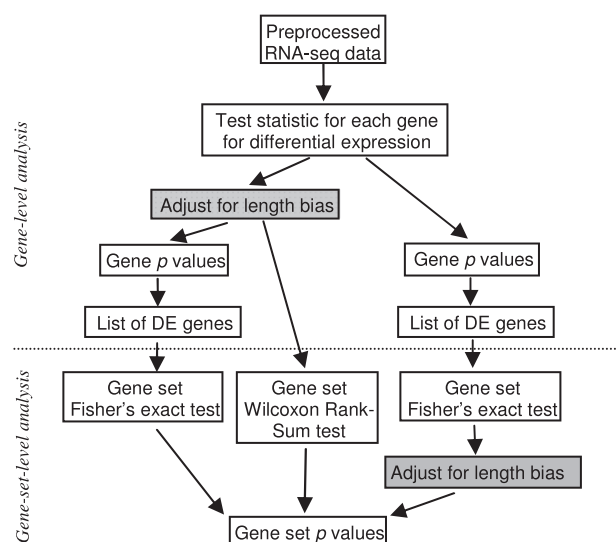 Preprocessed
RNA-seq data
Test statistic for each gene
for differential expression
Gene-level analysis
Adjust for length bias
Gene p values
Gene p values
List of DE genes
List of DE genes
Gene-set-level analysis
Gene set
Fisher's exact test
Gene set
Wilcoxon Rank-
Sum test
Gene set
Fisher's exact test
Adjust for length bias
Gene set p values